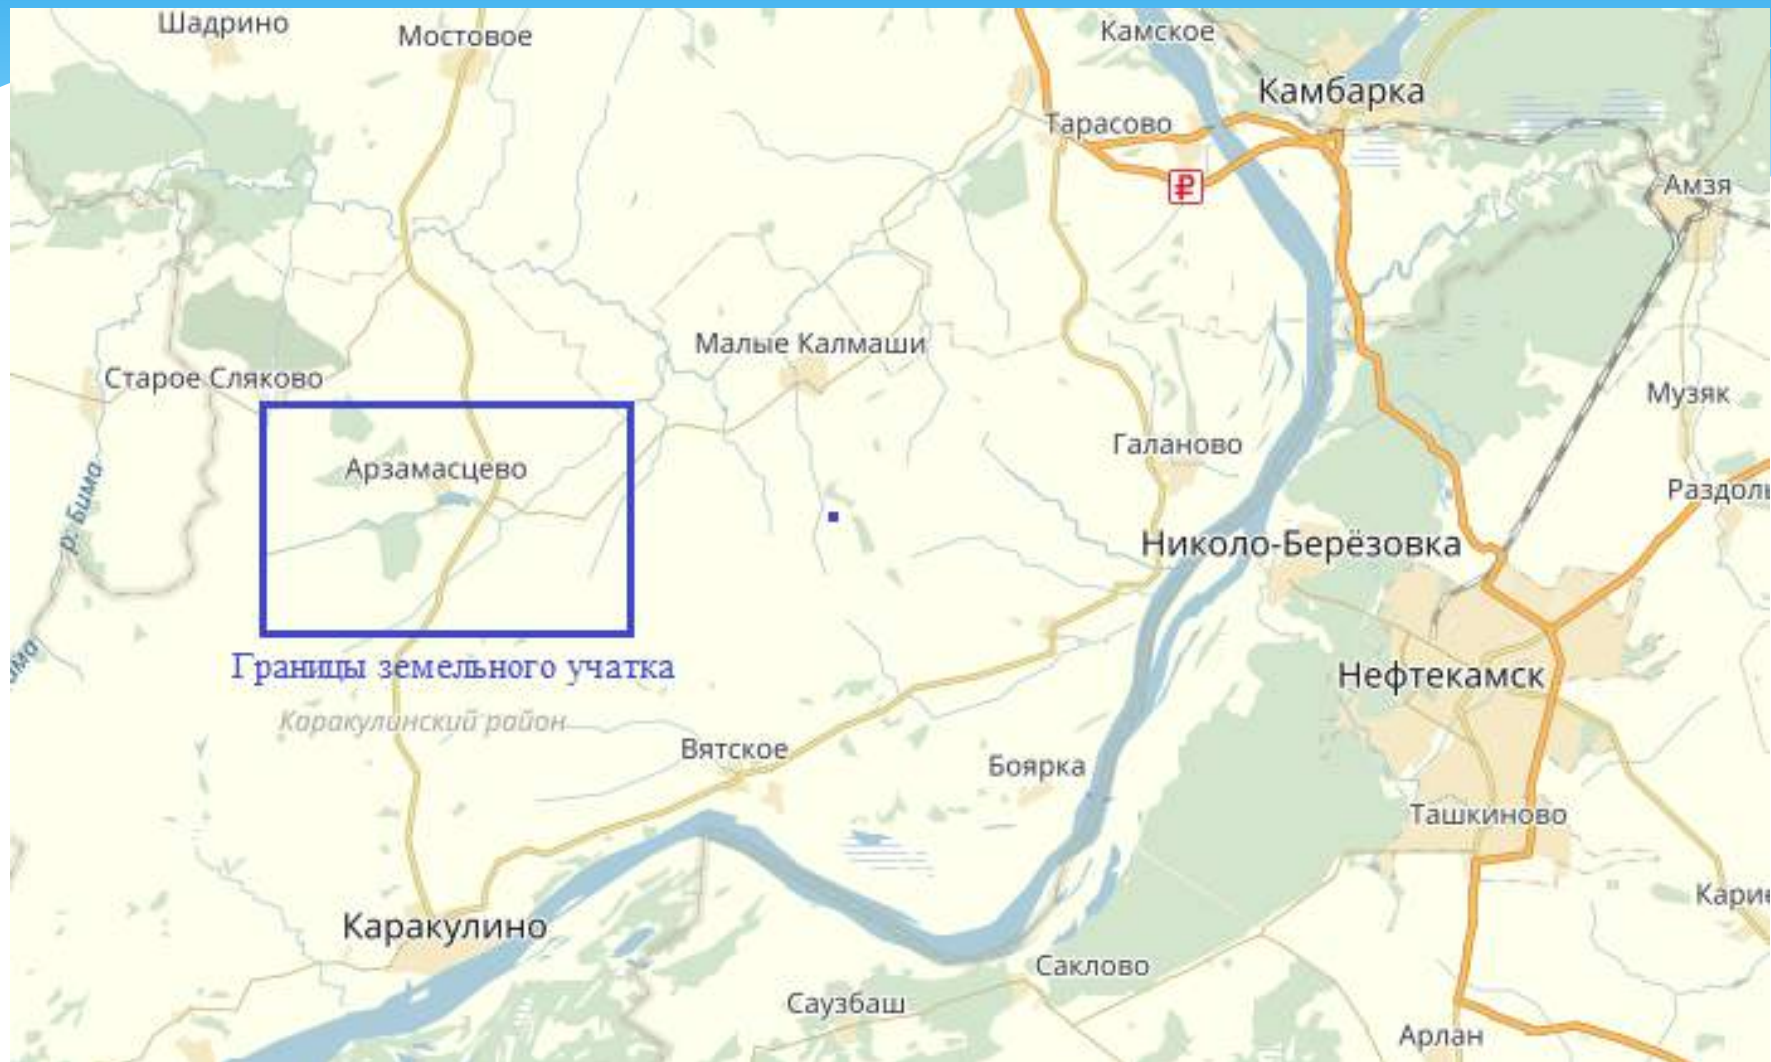 Шадрино
Мостовое
Камское
Камбарка
Тарасово
₽
Амзя
Малые Калмаши
Старое Сляково
Музяк
Галаново
Арзамасцево
р. Бима
Раздоль
Николо-Берёзовка
Границы земельного учатка
Нефтекамск
Каракулинский район
Вятское
Боярка
Ташкиново
Карие
Каракулино
Саклово
Саузбаш
Арлан